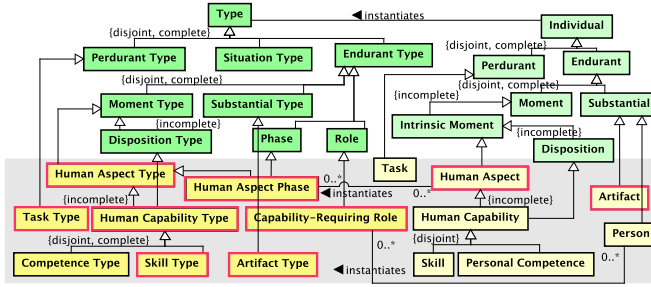 Type
instantiates
Individual
{disjoint, incomplete}
Perdurant Type
Situation Type
Endurant Type
{disjoint, complete}
Perdurant
Endurant
{disjoint, complete}
{disjoint, complete}
Moment Type
Substantial Type
{incomplete}
Moment
Substantial
{incomplete}
Disposition Type
Phase
Role
Intrinsic Moment
{incomplete}
Disposition
Human Aspect Type
Human Aspect Phase
0..*
instantiates
Task
0..*
Human Aspect
Artifact
{incomplete}
{incomplete}
Task Type
Human Capability Type
Capability-Requiring Role
Human Capability
Person
{disjoint, complete}
0..*
{disjoint}
0..*
Competence Type
Skill Type
Artifact Type
instantiates
Skill
Personal Competence